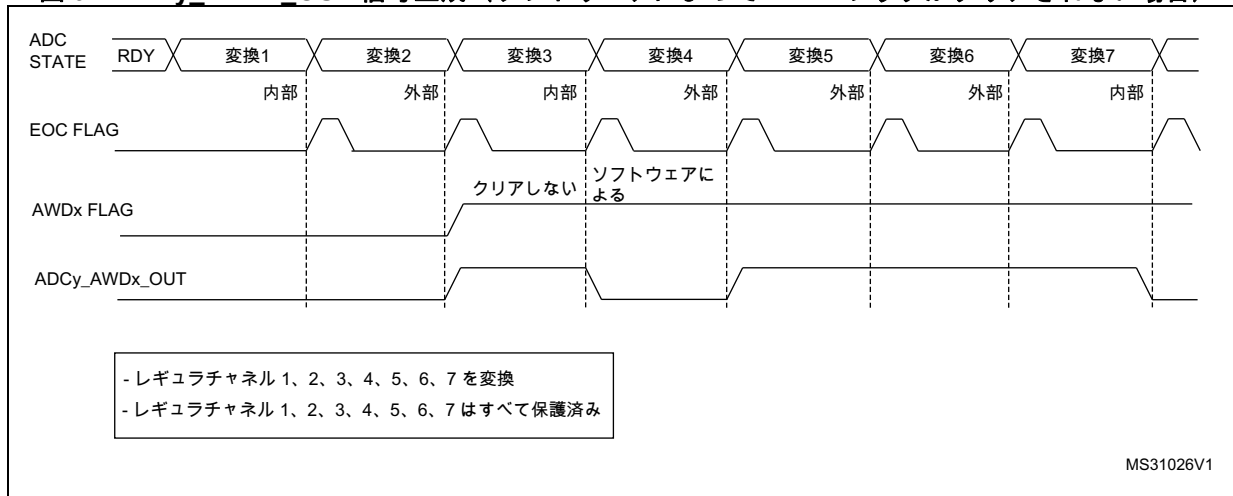 ADC
STATE
RDY
変換1
変換2
変換3
変換4
変換5
変換6
変換7
内部
外部
内部
外部
外部
外部
内部
EOC FLAG
クリアしない
ソフトウェアに
よる
AWDx FLAG
ADCy_AWDx_OUT
- レギュラチャネル 1、2、3、4、5、6、7 を変換
- レギュラチャネル 1、2、3、4、5、6、7 はすべて保護済み
MS31026V1